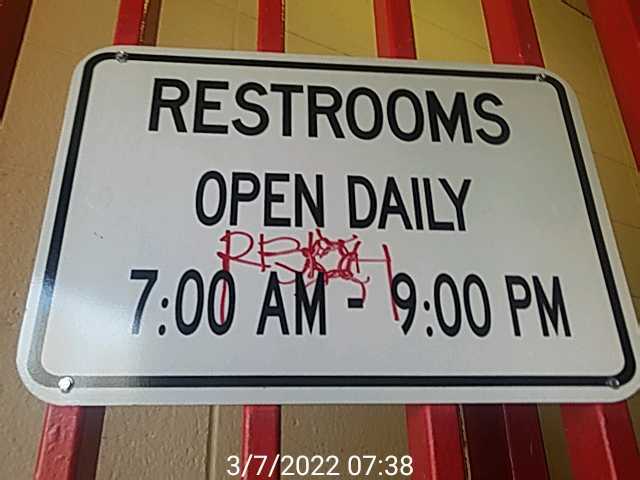 RESTROOMS
OPEN DAILY
7:00 AM - 9:00 PM
3/7/2022 07:38